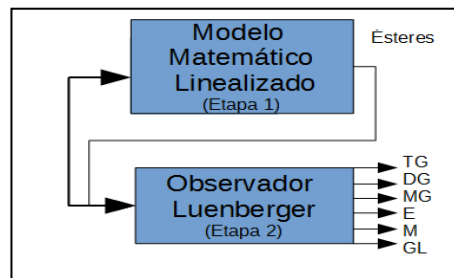 Modelo
Matemático
Linealizado
(Etapa 1)
Ésteres
Observador
Luenberger
(Etapa 2)
TG
DG
MG
E
M
GL